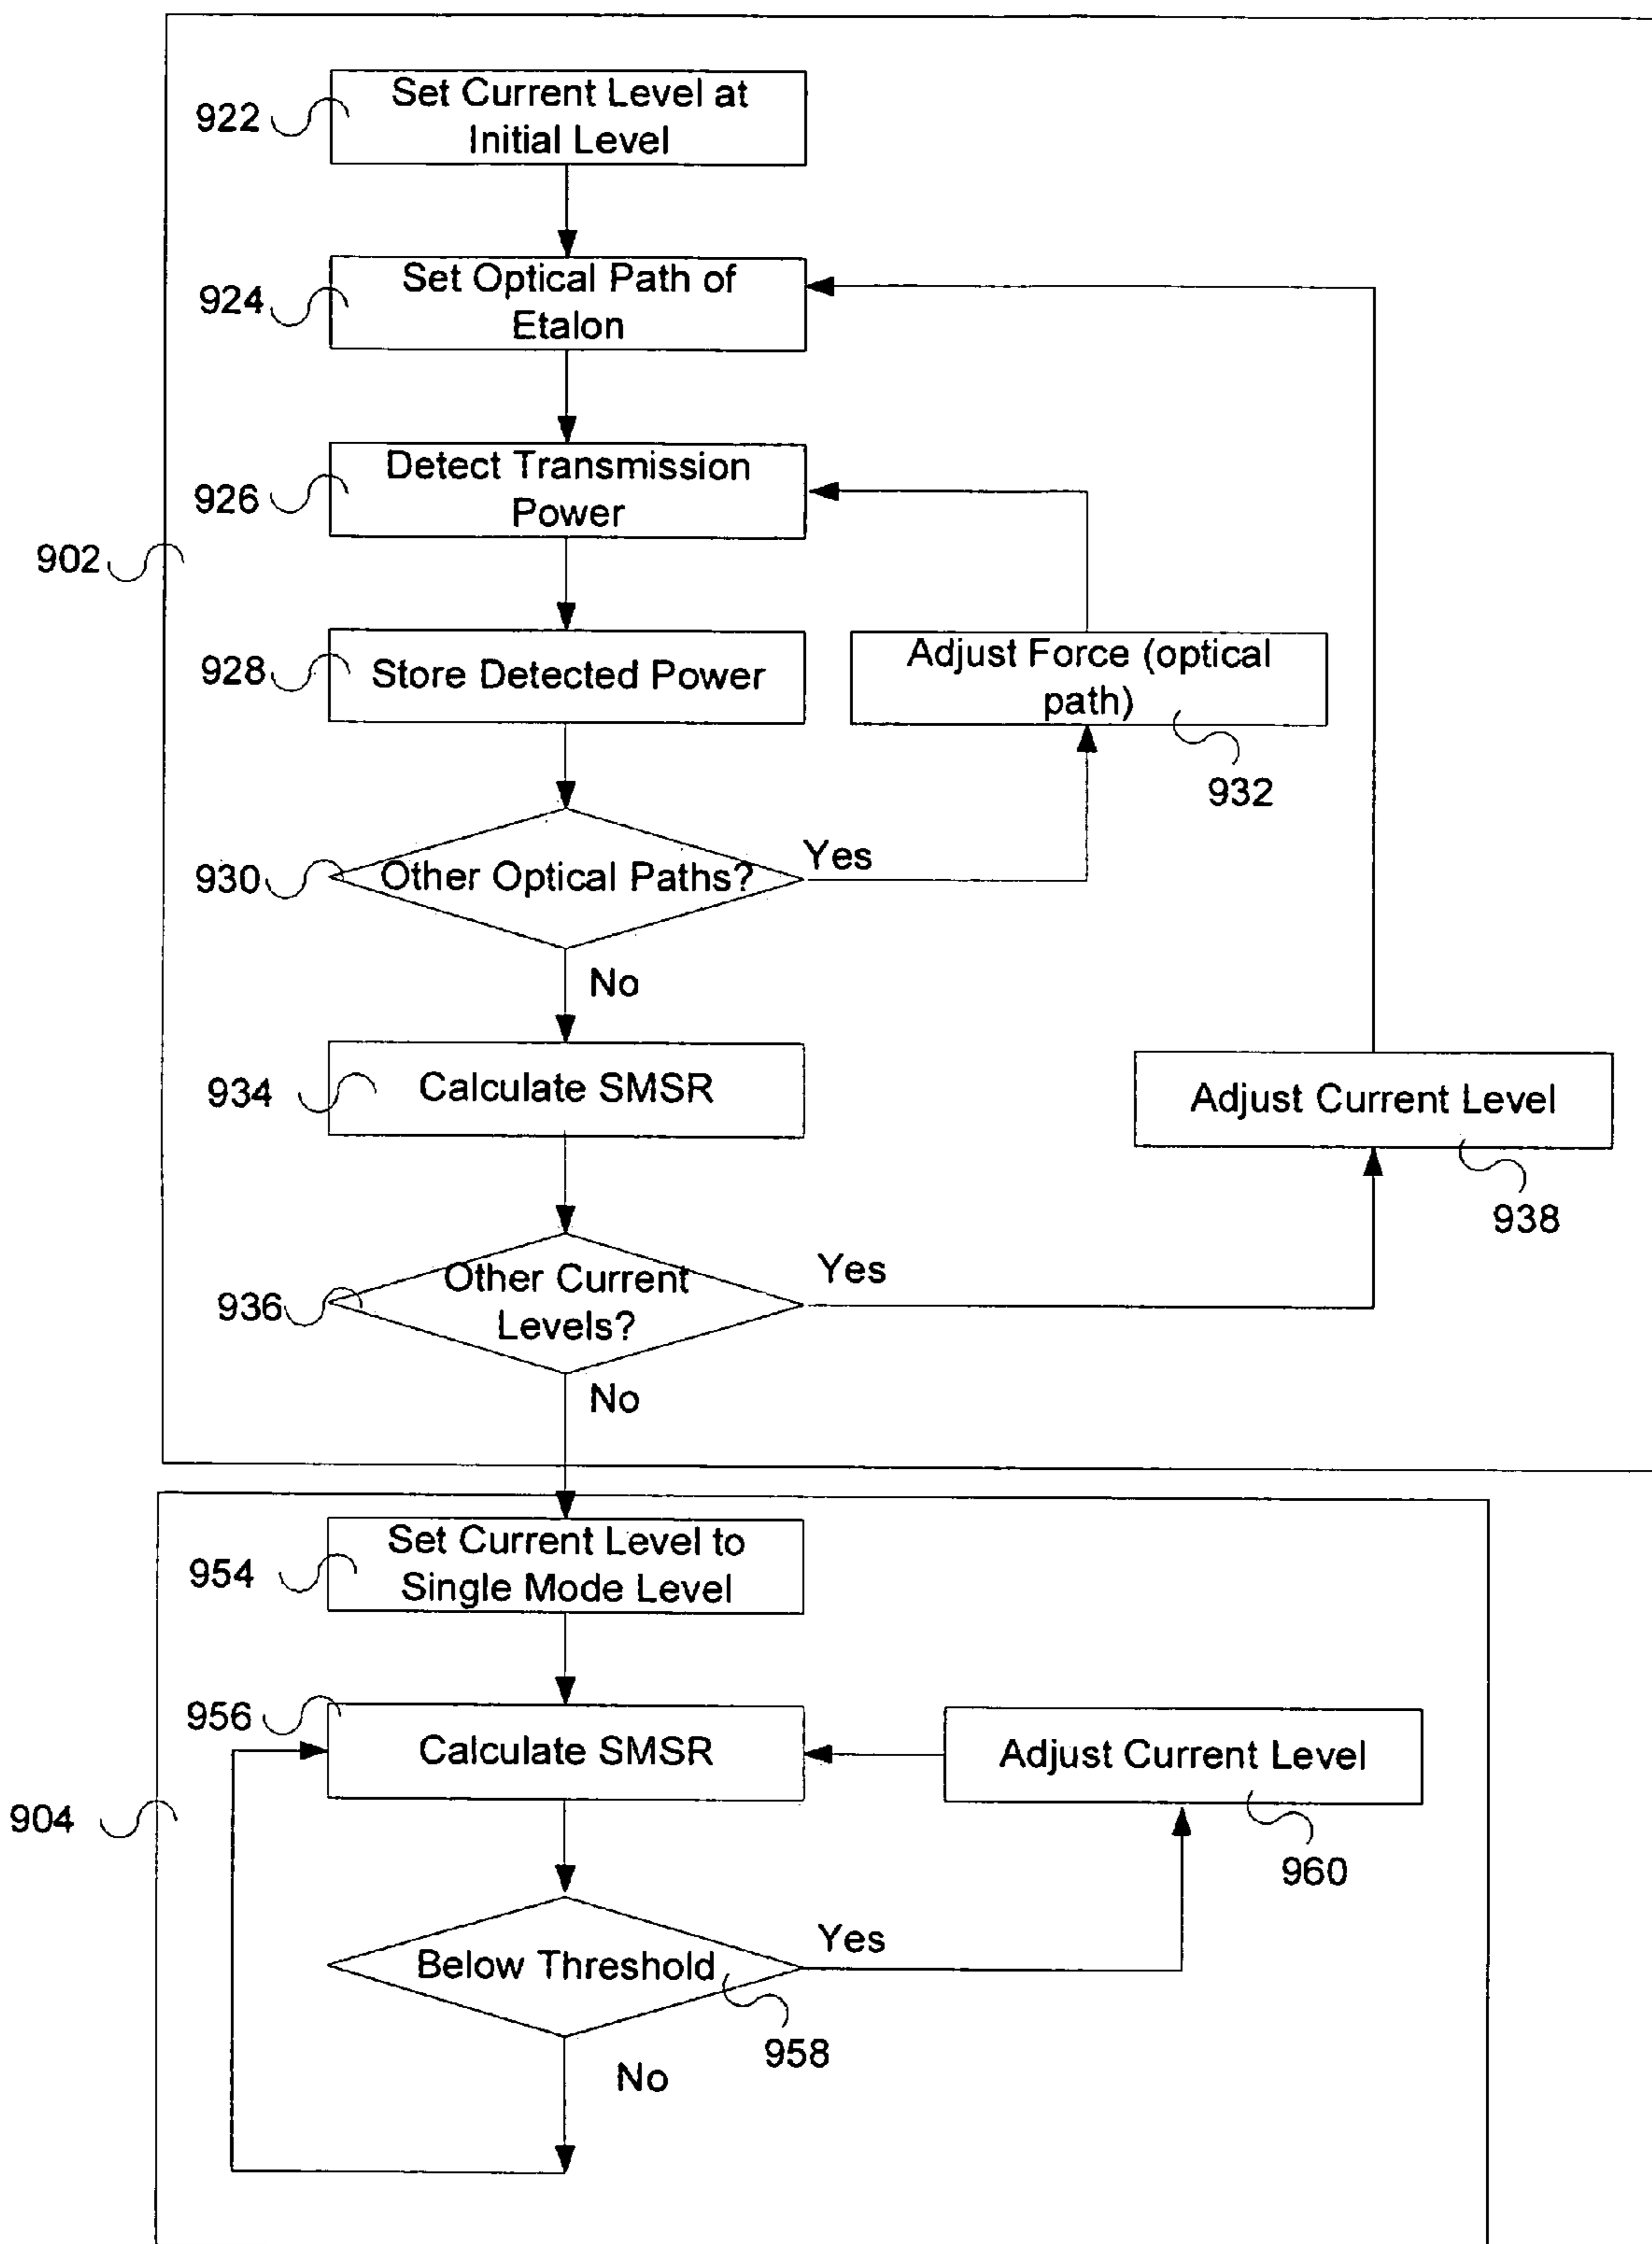 922
Set Current Level at
Initial Level
924
Set Optical Path of
Etalon
926
Detect Transmission
Power
902
928
Store Detected Power
Adjust Force (optical
path)
932
930
Other Optical Paths?
Yes
No
934
Calculate SMSR
Adjust Current Level
938
936
Other Current
Levels?
Yes
No
954
Set Current Level to
Single Mode Level
956
Calculate SMSR
Adjust Current Level
904
960
Below Threshold
Yes
958
No